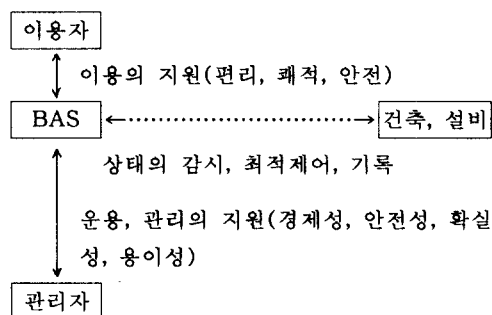 이용자
이용의 지원(편리, 쾌적, 안전)
BAS 건축, 설비
상태의 감시, 최적제어, 기록
운용, 관리의 지원(경제성, 안전성, 확실
성, 용이성)
관리자